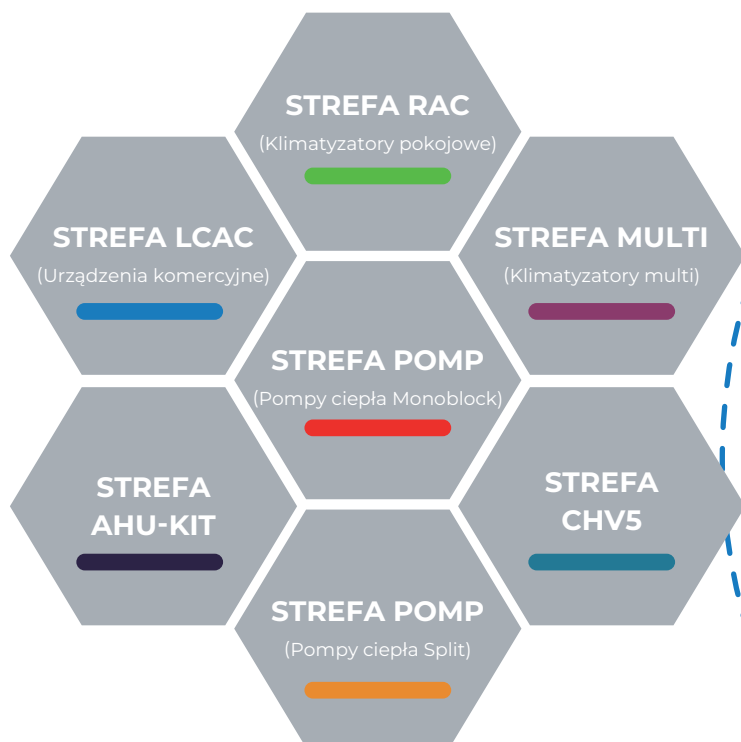 STREFA RAC
(Klimatyzatory pokojowe)
STREFA LCAC
(Urządzenia komercyjne)
STREFA MULTI
(Klimatyzatory multi)
STREFA POMP
(Pompy ciepła Monoblock)
STREFA
AHU-KIT
STREFA
CHV5
STREFA POMP
(Pompy ciepła Split)